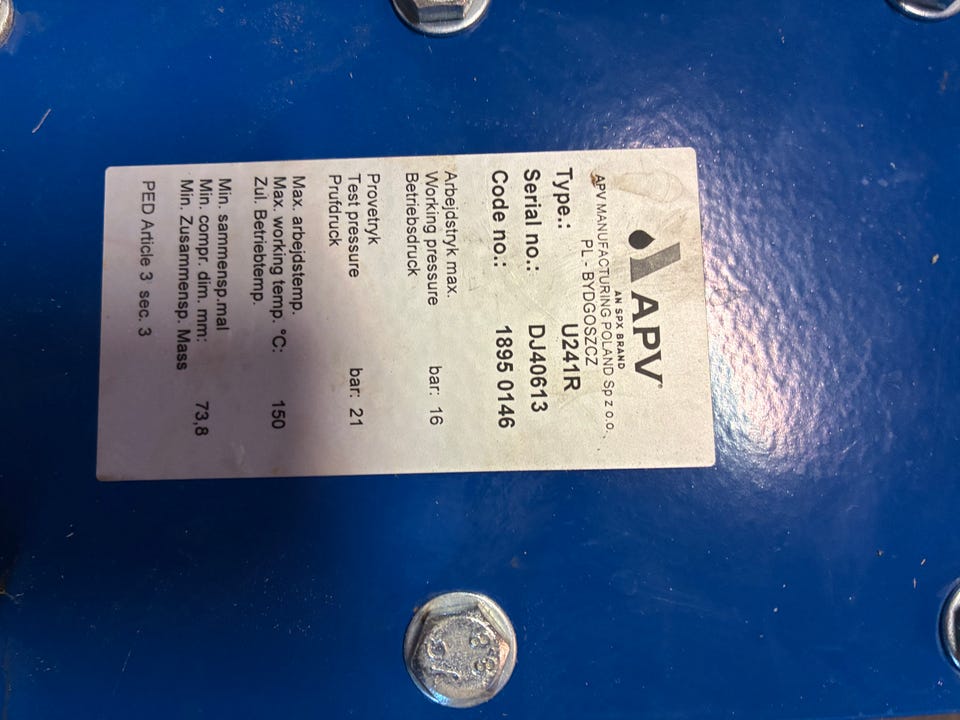 APV
AN SPX BRAND
APV MANUFACTURING POLAND Sp z o.o.,
PL - BYDGOSZCZ
Type.: U241R
Serial no.: DJ40613
Code no.: 1895 0146
Arbejdstryk max.
Working pressure bar: 16
Betriebsdruck
Provetryk
Test pressure bar: 21
Prufdruck
Max. arbejdstemp.
Max. working temp. °C: 150
Zul. Betriebtemp.
Min. sammensp.mal
Min. compr. dim. mm: 73,8
Min. Zusammensp. Mass
PED Article 3 sec. 3
8.8